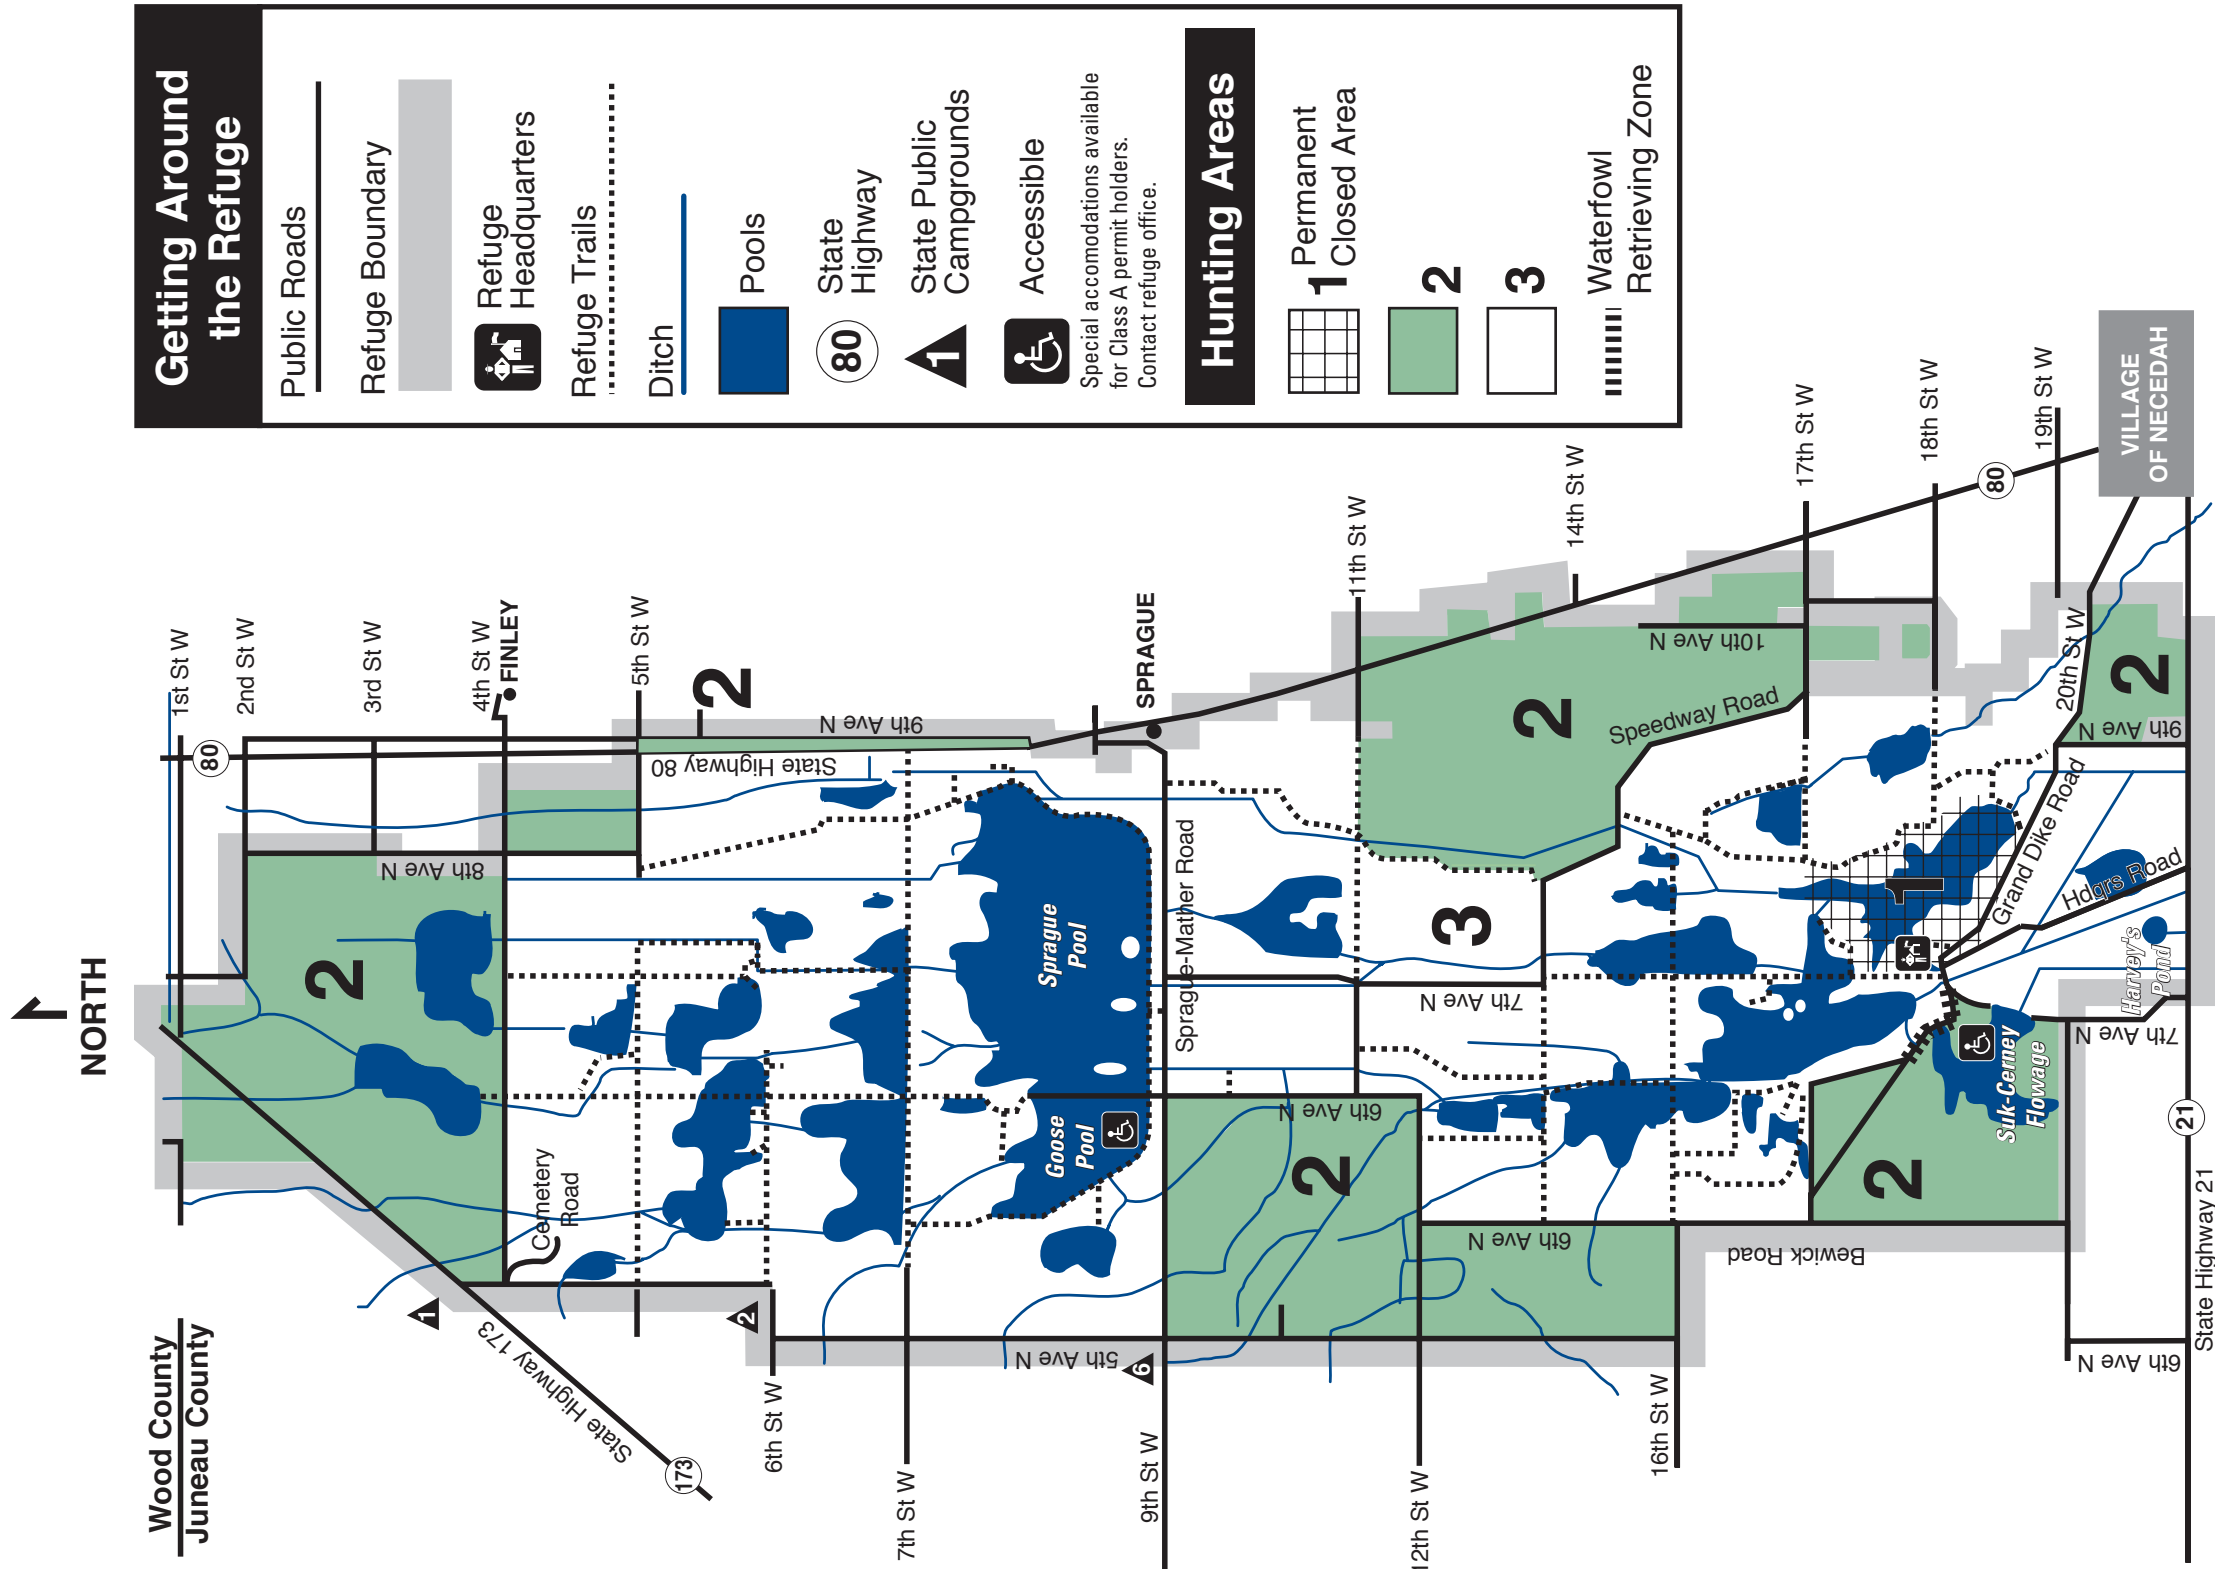 Getting Around
the Refuge
Public Roads
Refuge Boundary
Refuge
Headquarters
Refuge Trails
Ditch
Pools
80
State
Highway
1
State Public
Campgrounds
Accessible
Special accomodations available
for Class A permit holders.
Contact refuge office.
Hunting Areas
1
Permanent
Closed Area
2
3
Waterfowl
Retrieving Zone
NORTH
Wood County
Juneau County
1st St W
2nd St W
3rd St W
4th St W
FINLEY
5th St W
80
8th Ave N
2
2
9th Ave N
State Highway 80
Cemetery
Road
1
State Highway 173
173
2
6th St W
7th St W
Sprague
Pool
Goose
Pool
SPRAGUE
Sprague-Mather Road
5th Ave N
6
9th St W
11th St W
6th Ave N
2
7th Ave N
3
2
12th St W
14th St W
10th Ave N
Speedway Road
6th Ave N
16th St W
17th St W
Bewick Road
18th St W
80
1
2
Suk-Cerney
Flowage
Grand Dike Road
Hdqrs Road
Harvey's
Pond
7th Ave N
19th St W
20th St W
2
9th Ave N
VILLAGE
OF NECEDAH
6th Ave N
21
State Highway 21